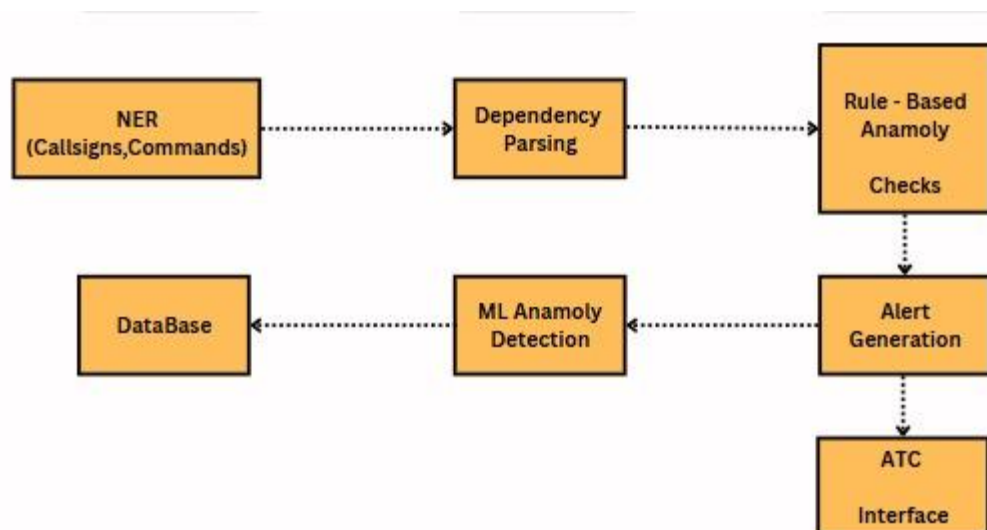 NER
(Callsigns,Commands)
Dependency
Parsing
Rule - Based
Anamoly
Checks
DataBase
ML Anamoly
Detection
Alert
Generation
ATC
Interface